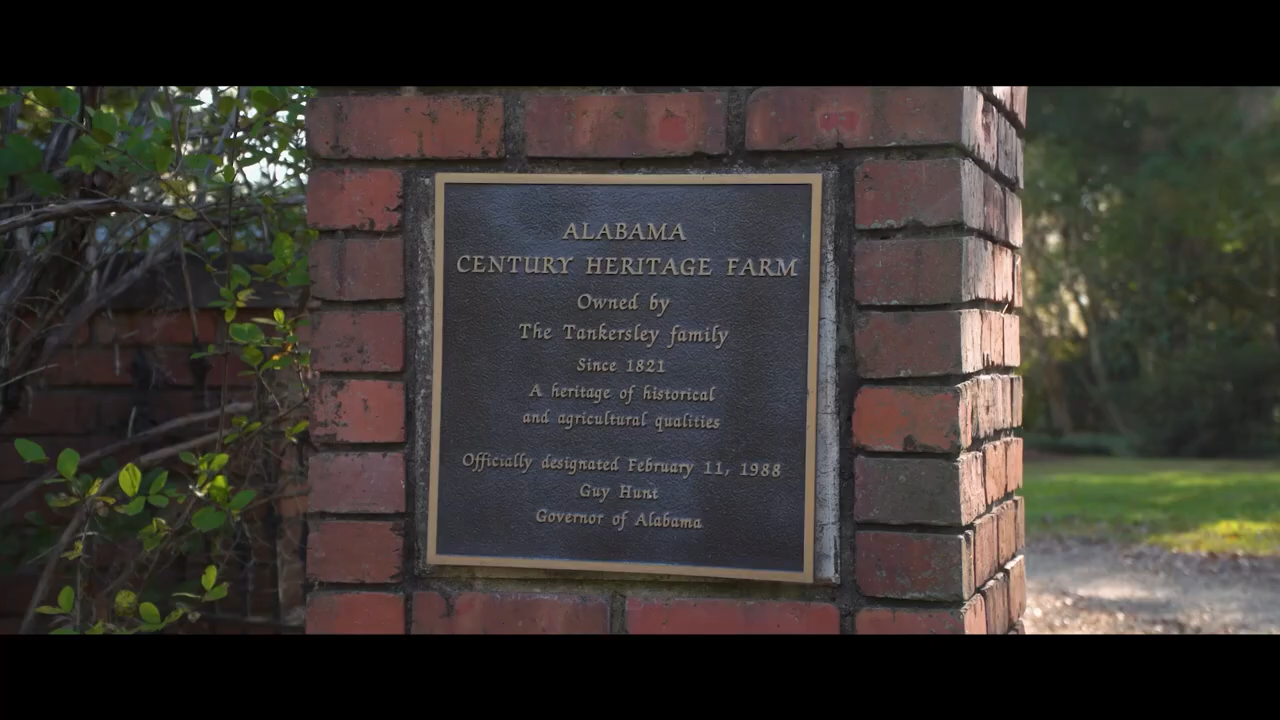 ALABAMA
CENTURY HERITAGE FARM
Owned by
The Tankersley family
Since 1821
A heritage of historical
and agricultural qualities
Officially designated February 11, 1988
Guy Hunt
Governor of Alabama